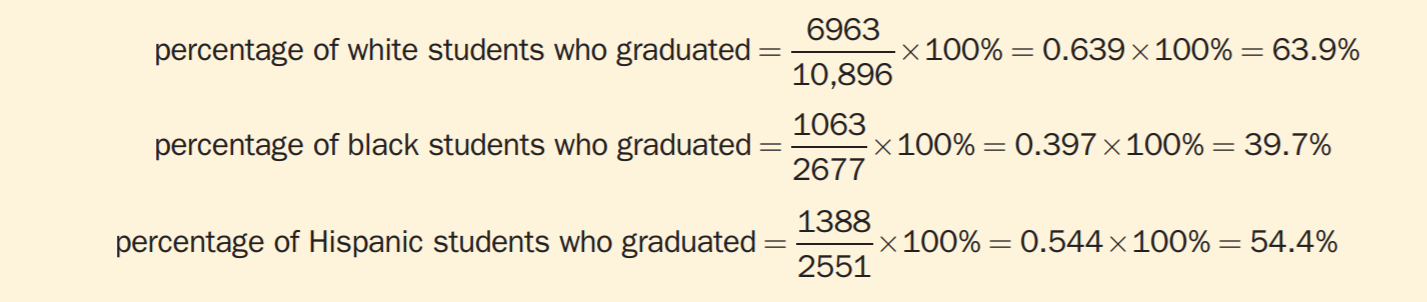 percentage of white students who graduated = 6963/10,896 × 100% = 0.639 × 100% = 63.9%
percentage of black students who graduated = 1063/2677 × 100% = 0.397 × 100% = 39.7%
percentage of Hispanic students who graduated = 1388/2551 × 100% = 0.544 × 100% = 54.4%